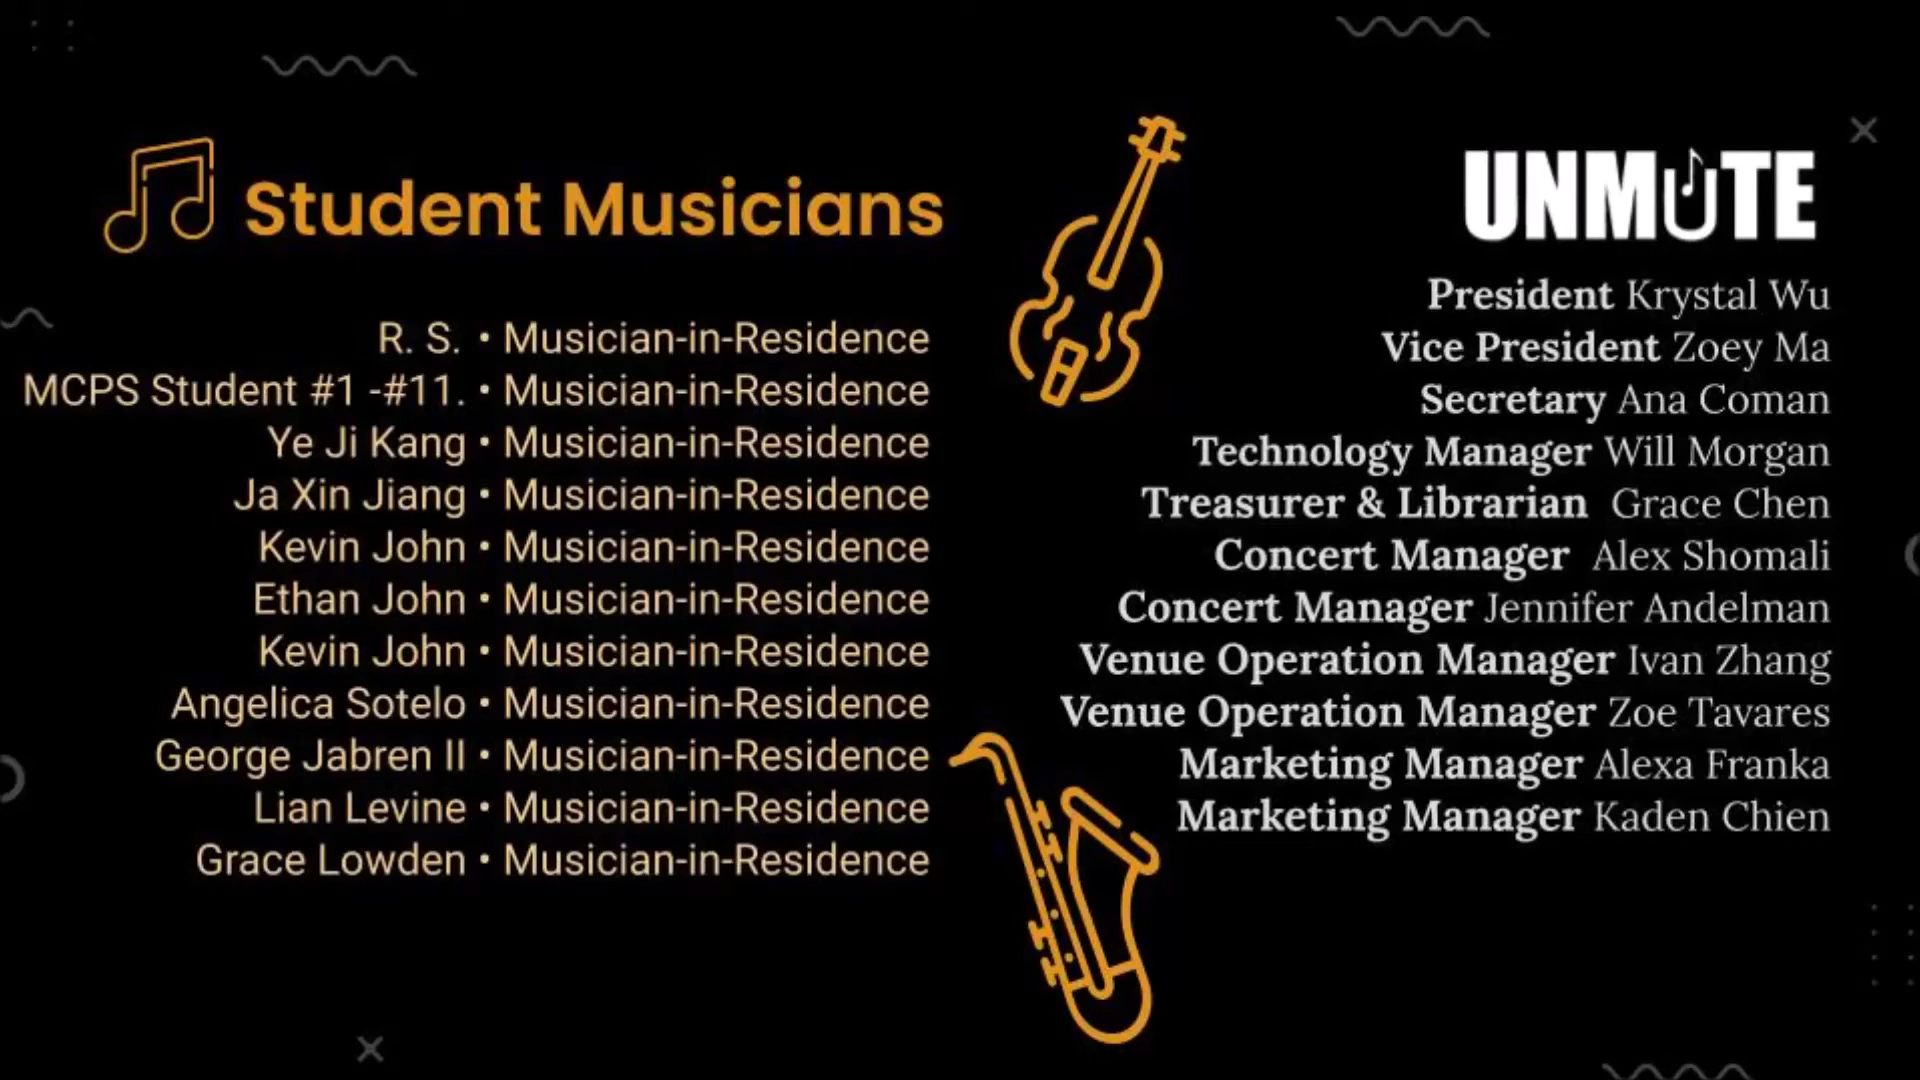 Student Musicians
R. S. • Musician-in-Residence
MCPS Student #1 -#11. • Musician-in-Residence
Ye Ji Kang • Musician-in-Residence
Ja Xin Jiang • Musician-in-Residence
Kevin John • Musician-in-Residence
Ethan John • Musician-in-Residence
Kevin John • Musician-in-Residence
Angelica Sotelo • Musician-in-Residence
George Jabren II • Musician-in-Residence
Lian Levine • Musician-in-Residence
Grace Lowden • Musician-in-Residence
UNMUTE
President Krystal Wu
Vice President Zoey Ma
Secretary Ana Coman
Technology Manager Will Morgan
Treasurer & Librarian Grace Chen
Concert Manager Alex Shomali
Concert Manager Jennifer Andelman
Venue Operation Manager Ivan Zhang
Venue Operation Manager Zoe Tavares
Marketing Manager Alexa Franka
Marketing Manager Kaden Chien